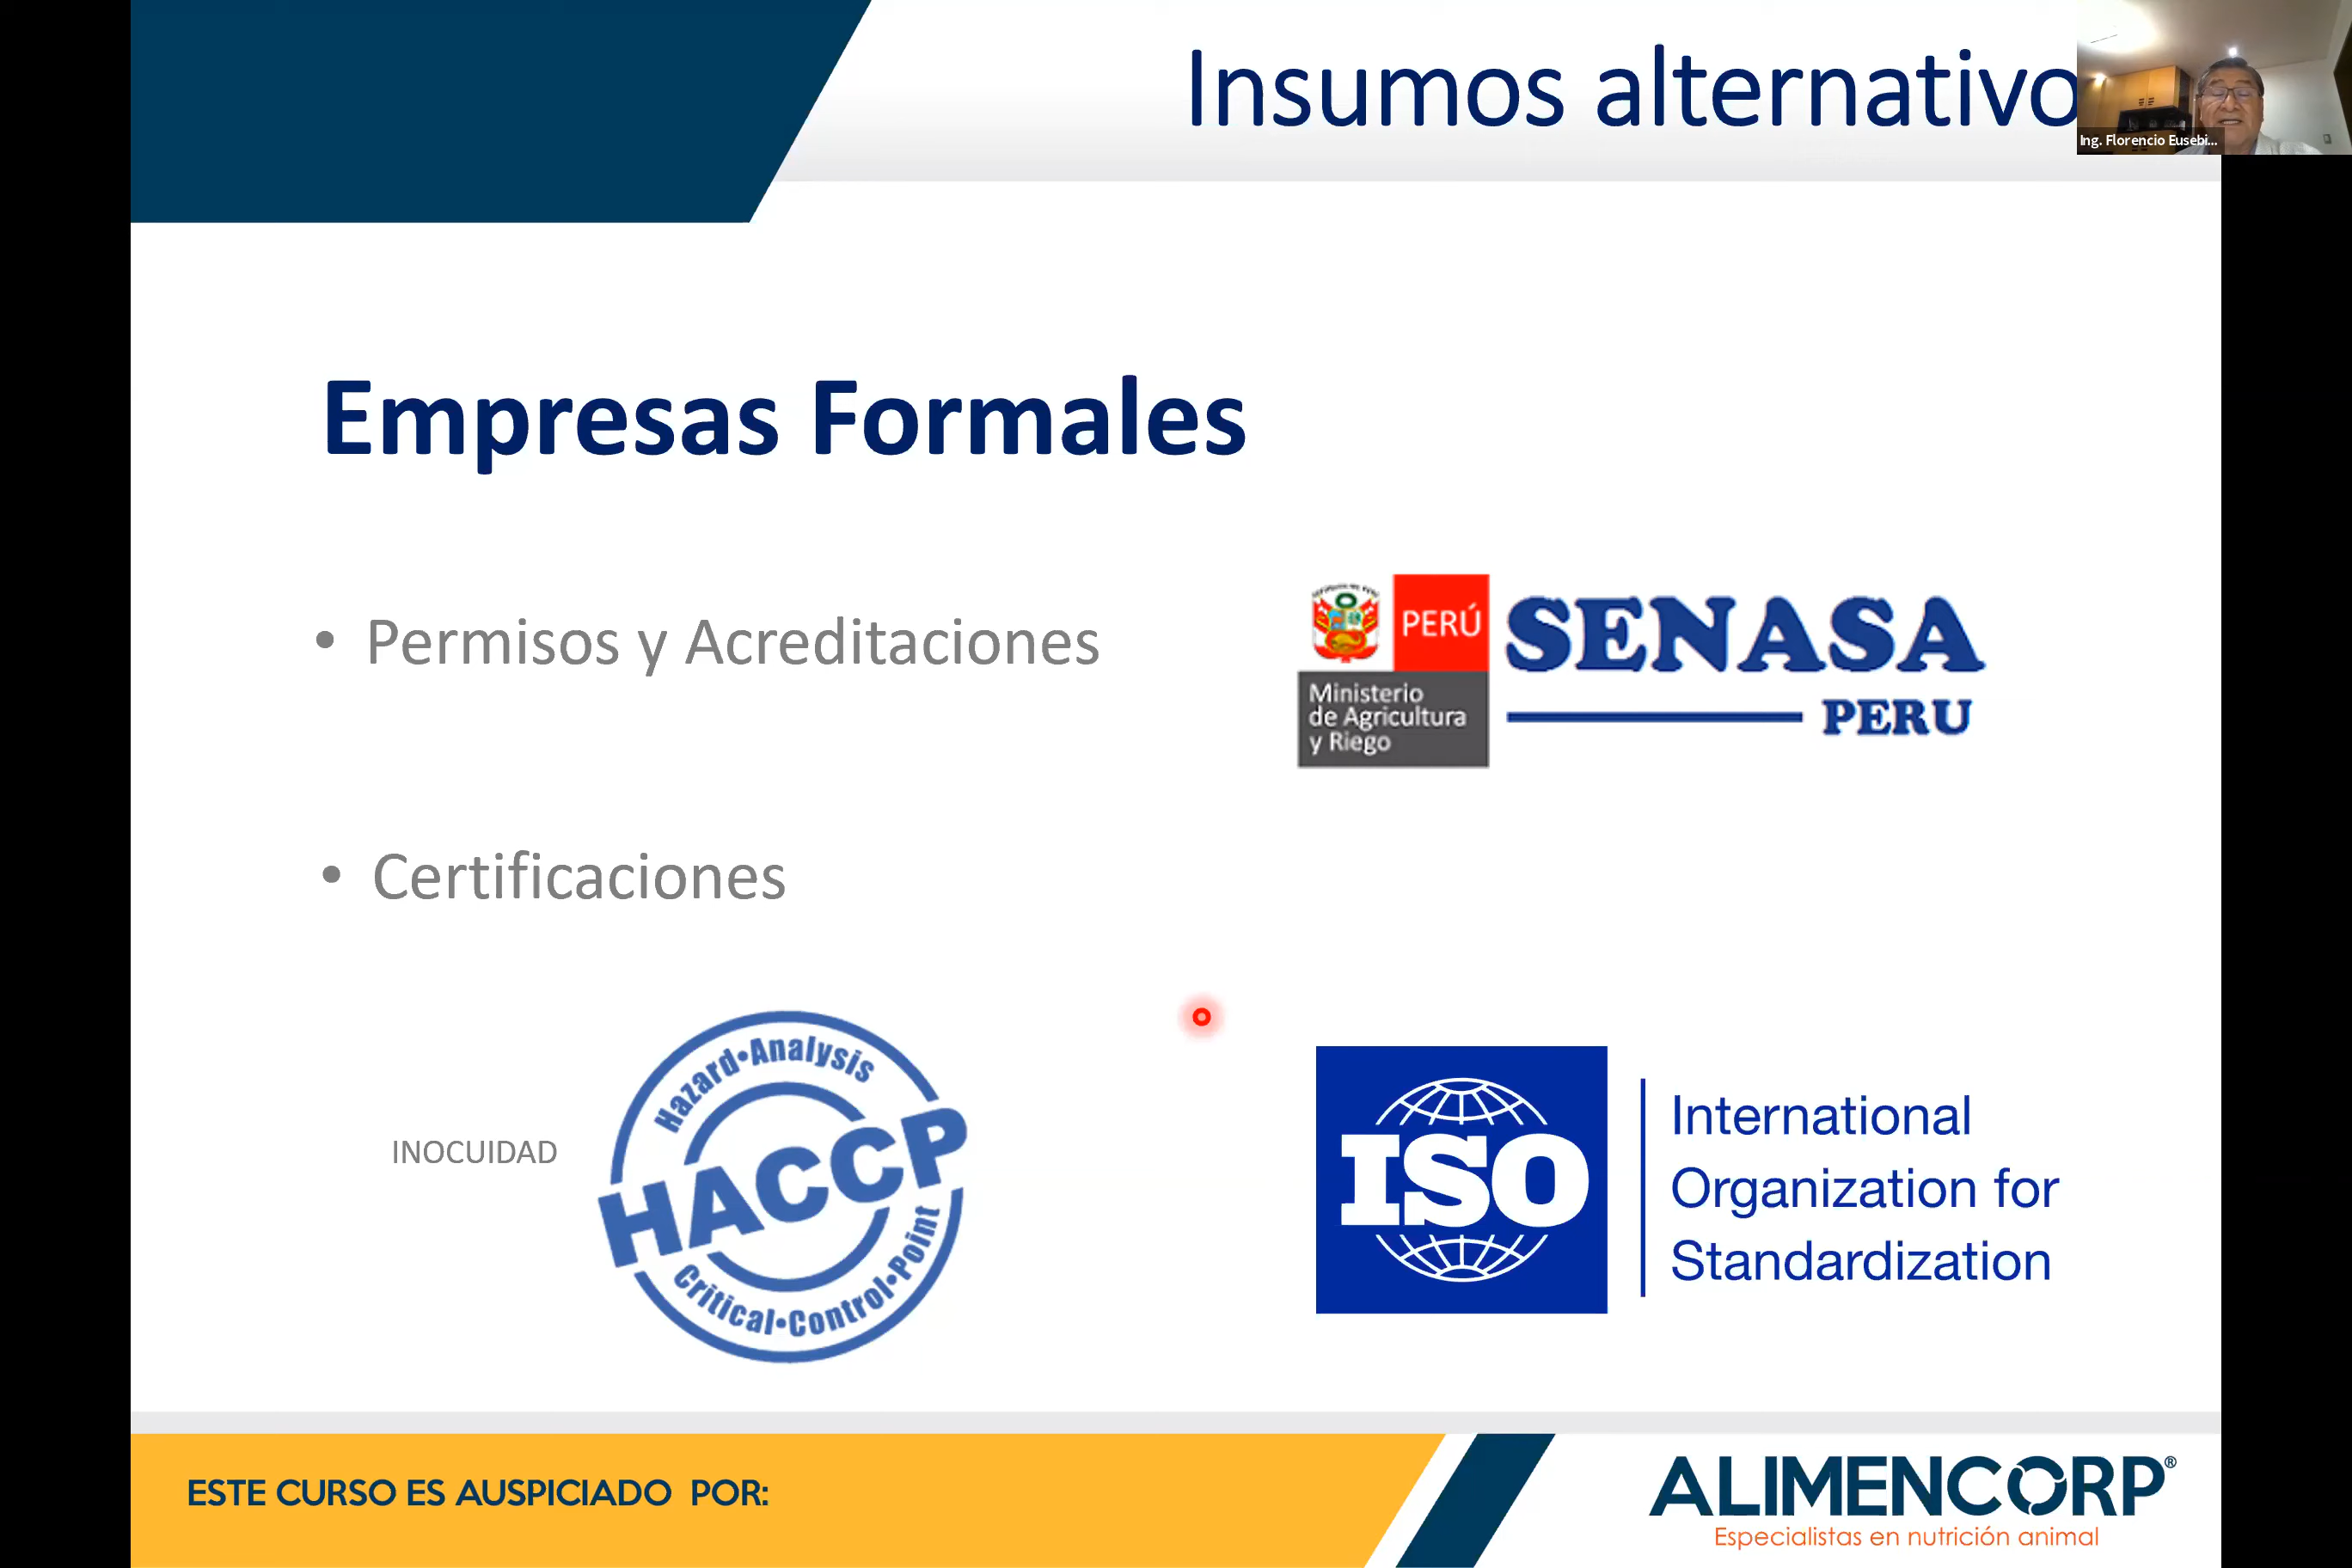 Insumos alternativo
Ing. Florencio Eusebi...
Empresas Formales
• Permisos y Acreditaciones
PERÚ
Ministerio
de Agricultura
y Riego
SENASA
PERU
• Certificaciones
INOCUIDAD
Hazard•Analysis
HACCP
Critical•Control•Point
ISO
International
Organization for
Standardization
ESTE CURSO ES AUSPICIADO POR:
ALIMENCORP®
Especialistas en nutrición animal